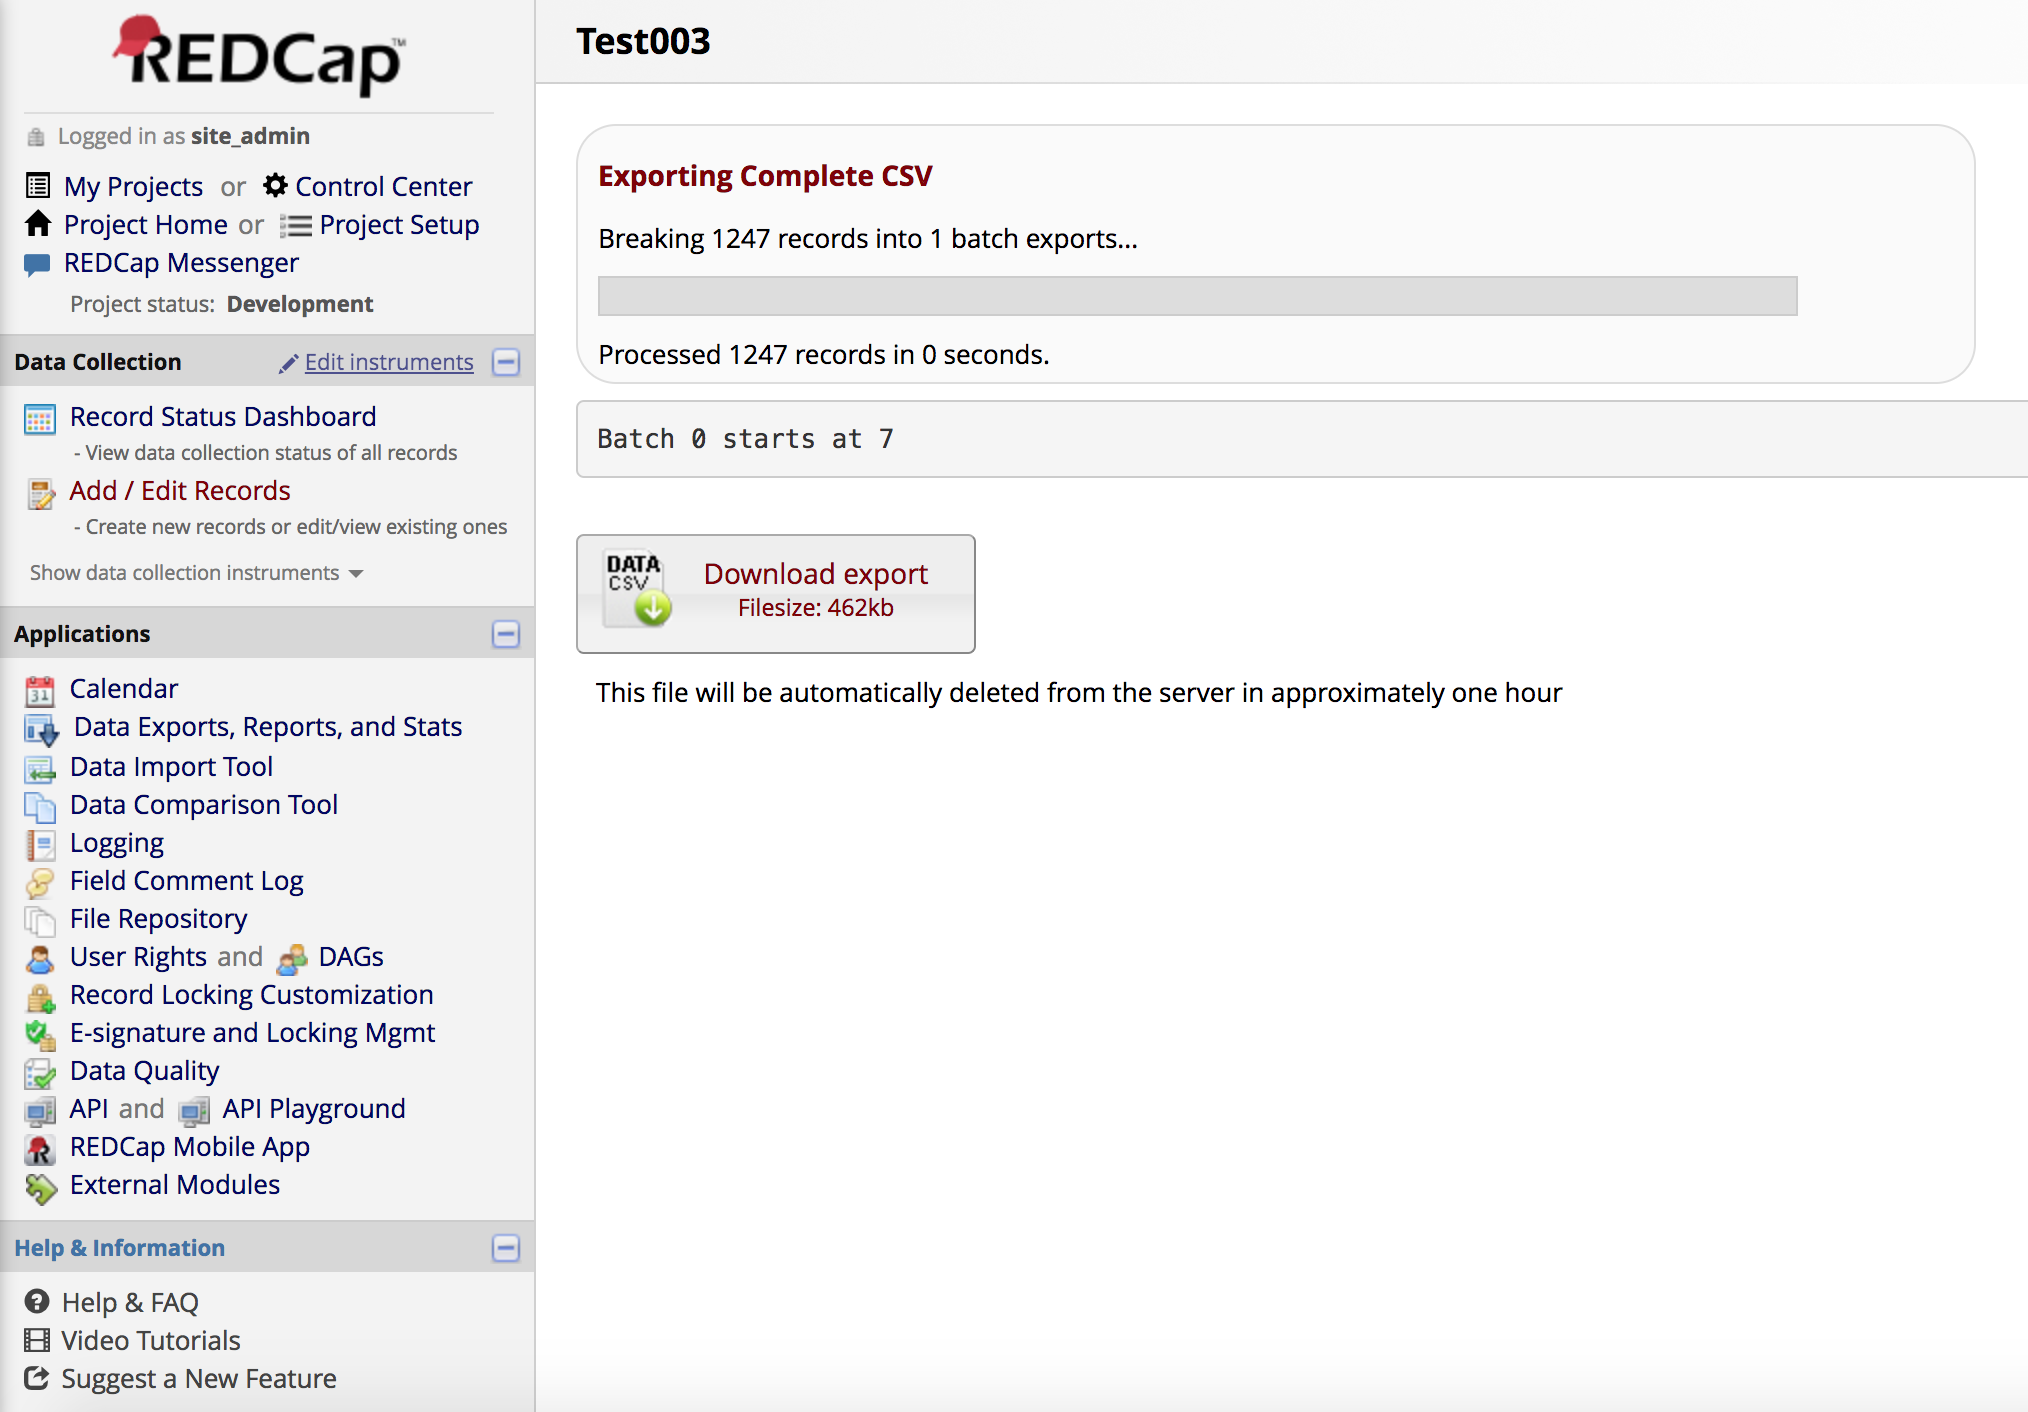 REDCap™
Logged in as site_admin
My Projects or Control Center
Project Home or Project Setup
REDCap Messenger
Project status: Development
Data Collection Edit instruments
Record Status Dashboard
- View data collection status of all records
Add / Edit Records
- Create new records or edit/view existing ones
Show data collection instruments
Applications
31 Calendar
Data Exports, Reports, and Stats
Data Import Tool
Data Comparison Tool
Logging
Field Comment Log
File Repository
User Rights and DAGs
Record Locking Customization
E-signature and Locking Mgmt
Data Quality
API and API Playground
REDCap Mobile App
External Modules
Help & Information
Help & FAQ
Video Tutorials
Suggest a New Feature
Test003
Exporting Complete CSV
Breaking 1247 records into 1 batch exports...
Processed 1247 records in 0 seconds.
Batch 0 starts at 7
DATA
CSV
Download export
Filesize: 462kb
This file will be automatically deleted from the server in approximately one hour